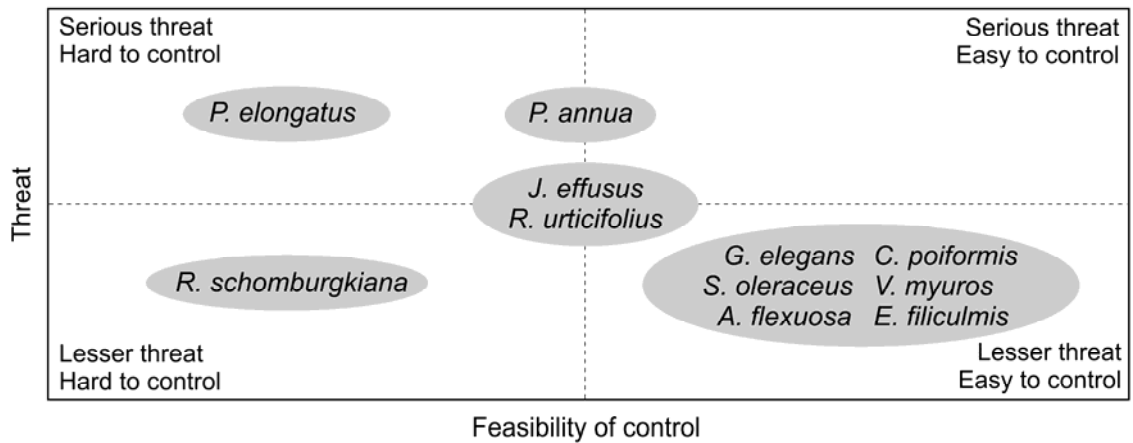 Serious threat
Hard to control
Serious threat
Easy to control
P. elongatus
P. annua
J. effusus
R. urticifolius
Threat
R. schomburgkiana
G. elegans C. poiformis
S. oleraceus V. myuros
A. flexuosa E. filiculmis
Lesser threat
Hard to control
Lesser threat
Easy to control
Feasibility of control